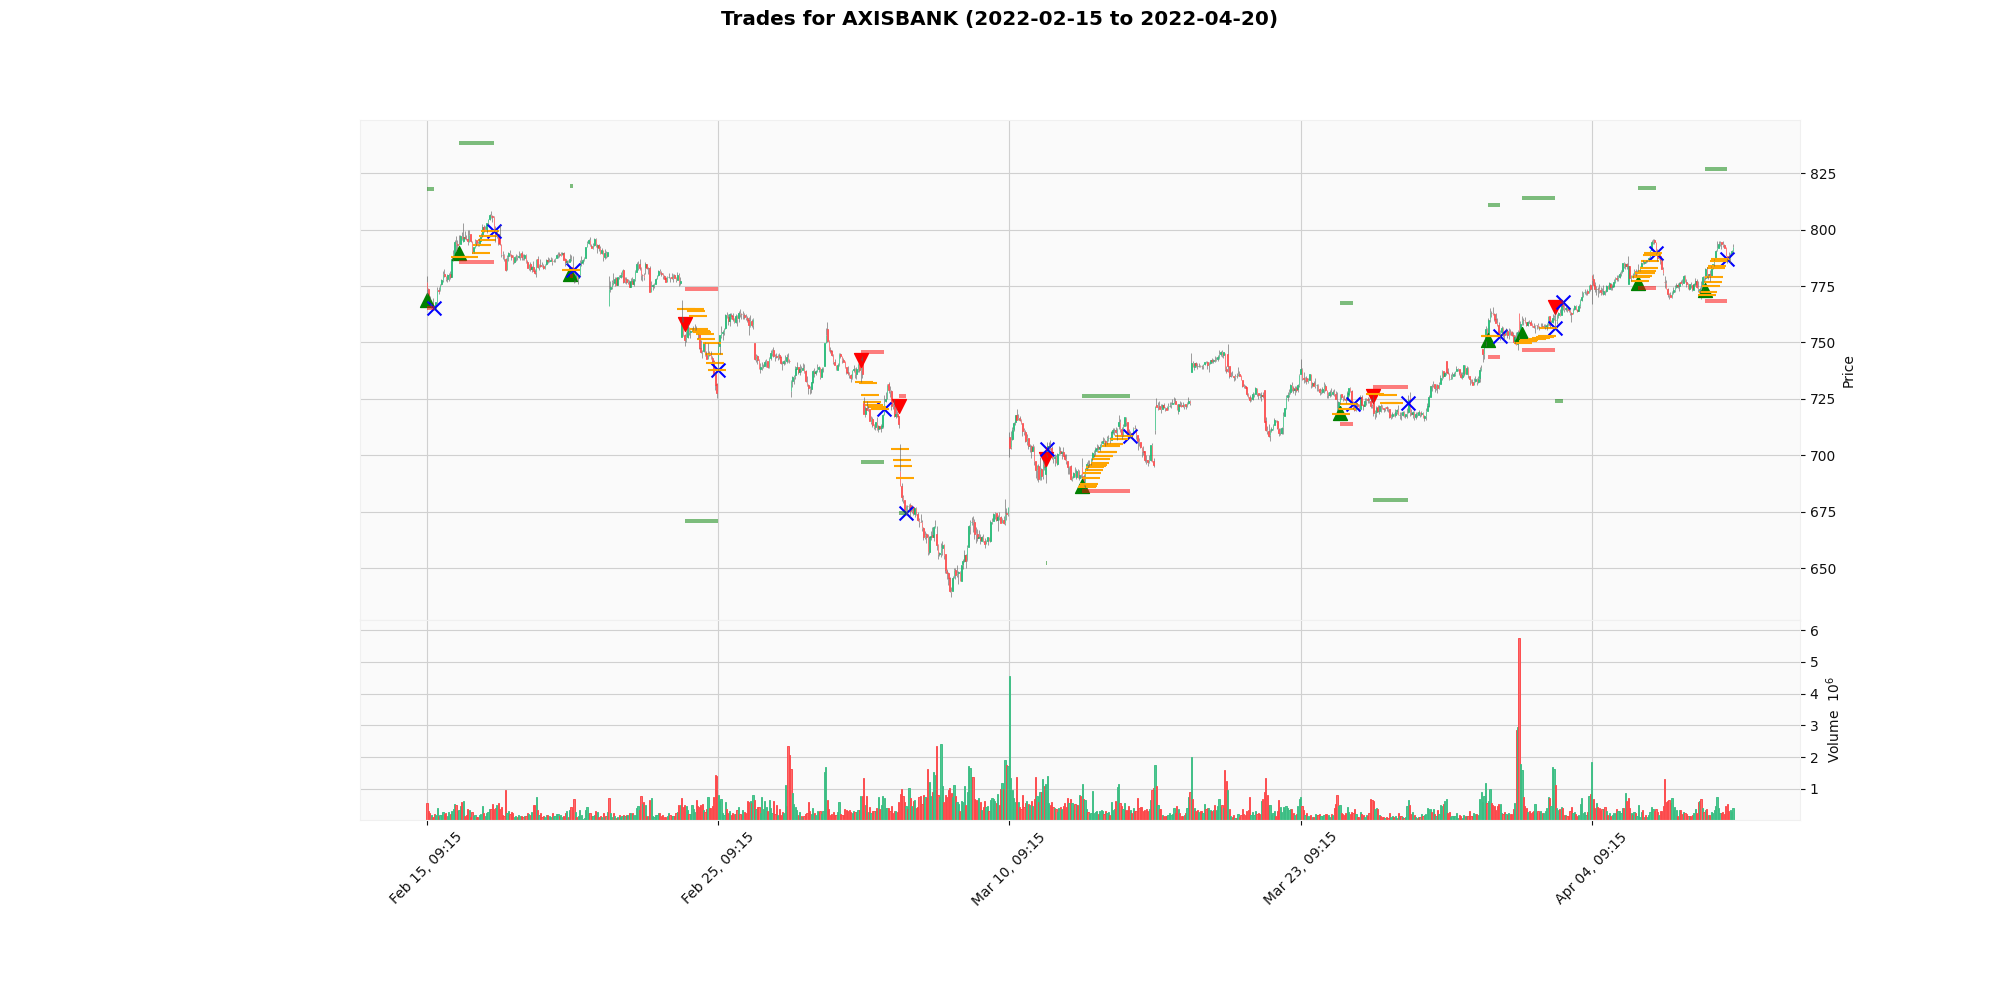 Trades for AXISBANK (2022-02-15 to 2022-04-20)
825
800
775
750
725
700
675
650
Price
6
5
4
3
2
1
Volume 10^6
Feb 15, 09:15
Feb 25, 09:15
Mar 10, 09:15
Mar 23, 09:15
Apr 04, 09:15